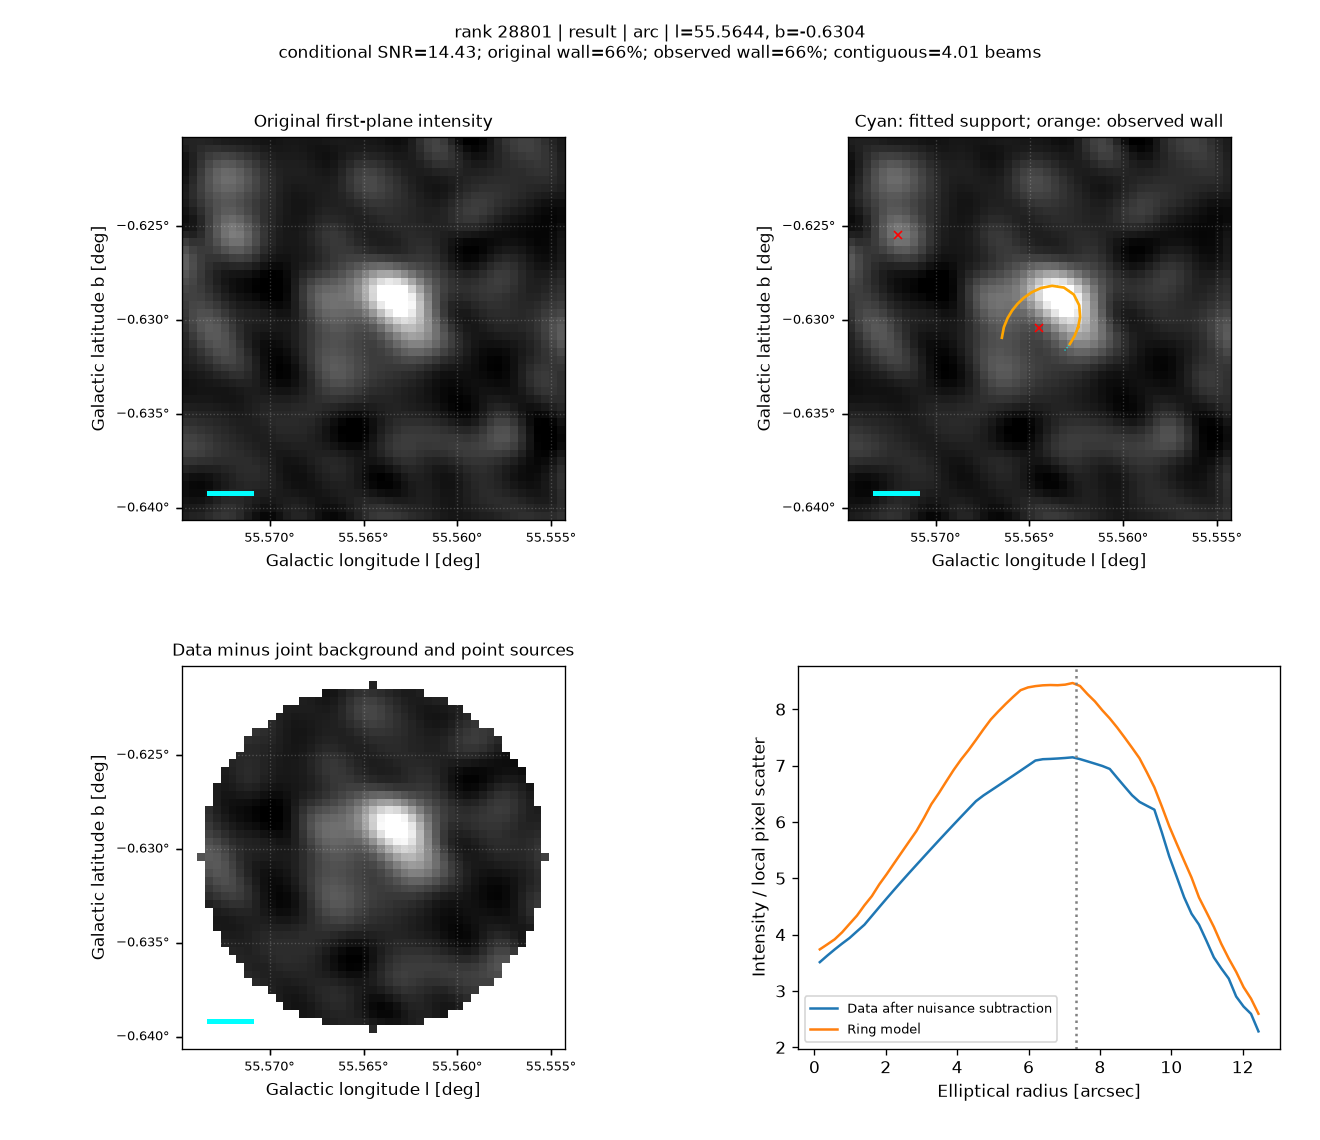 rank 28801 | result | arc | l=55.5644, b=-0.6304
conditional SNR=14.43; original wall=66%; observed wall=66%; contiguous=4.01 beams
Original first-plane intensity
Cyan: fitted support; orange: observed wall
−0.625°
−0.630°
−0.635°
−0.640°
Galactic latitude b [deg]
55.570°
55.565°
55.560°
55.555°
Galactic longitude l [deg]
−0.625°
−0.630°
−0.635°
−0.640°
Galactic latitude b [deg]
55.570°
55.565°
55.560°
55.555°
Galactic longitude l [deg]
Data minus joint background and point sources
−0.625°
−0.630°
−0.635°
−0.640°
Galactic latitude b [deg]
55.570°
55.565°
55.560°
55.555°
Galactic longitude l [deg]
8
7
6
5
4
3
2
Intensity / local pixel scatter
Data after nuisance subtraction
Ring model
0
2
4
6
8
10
12
Elliptical radius [arcsec]